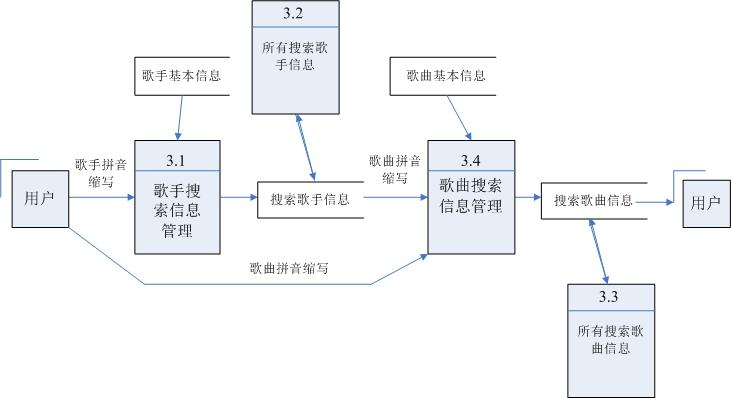 3.2
所有搜索歌
手信息
歌手基本信息
歌曲基本信息
歌手拼音
缩写
3.1
歌手搜
索信息
管理
歌曲拼音
缩写
3.4
歌曲搜索
信息管理
用户
搜索歌手信息
搜索歌曲信息
用户
歌曲拼音缩写
3.3
所有搜索歌
曲信息